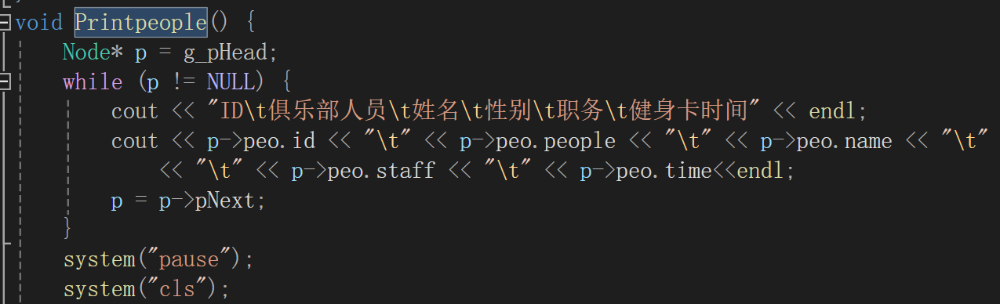 void Printpeople() {
Node* p = g_pHead;
while (p != NULL) {
cout << "ID\t俱乐部人员\t姓名\t性别\t职务\t健身卡时间" << endl;
cout << p->peo.id << "\t" << p->peo.people << "\t" << p->peo.name << "\t"
<< "\t" << p->peo.staff << "\t" << p->peo.time<<endl;
p = p->pNext;
}
system("pause");
system("cls");